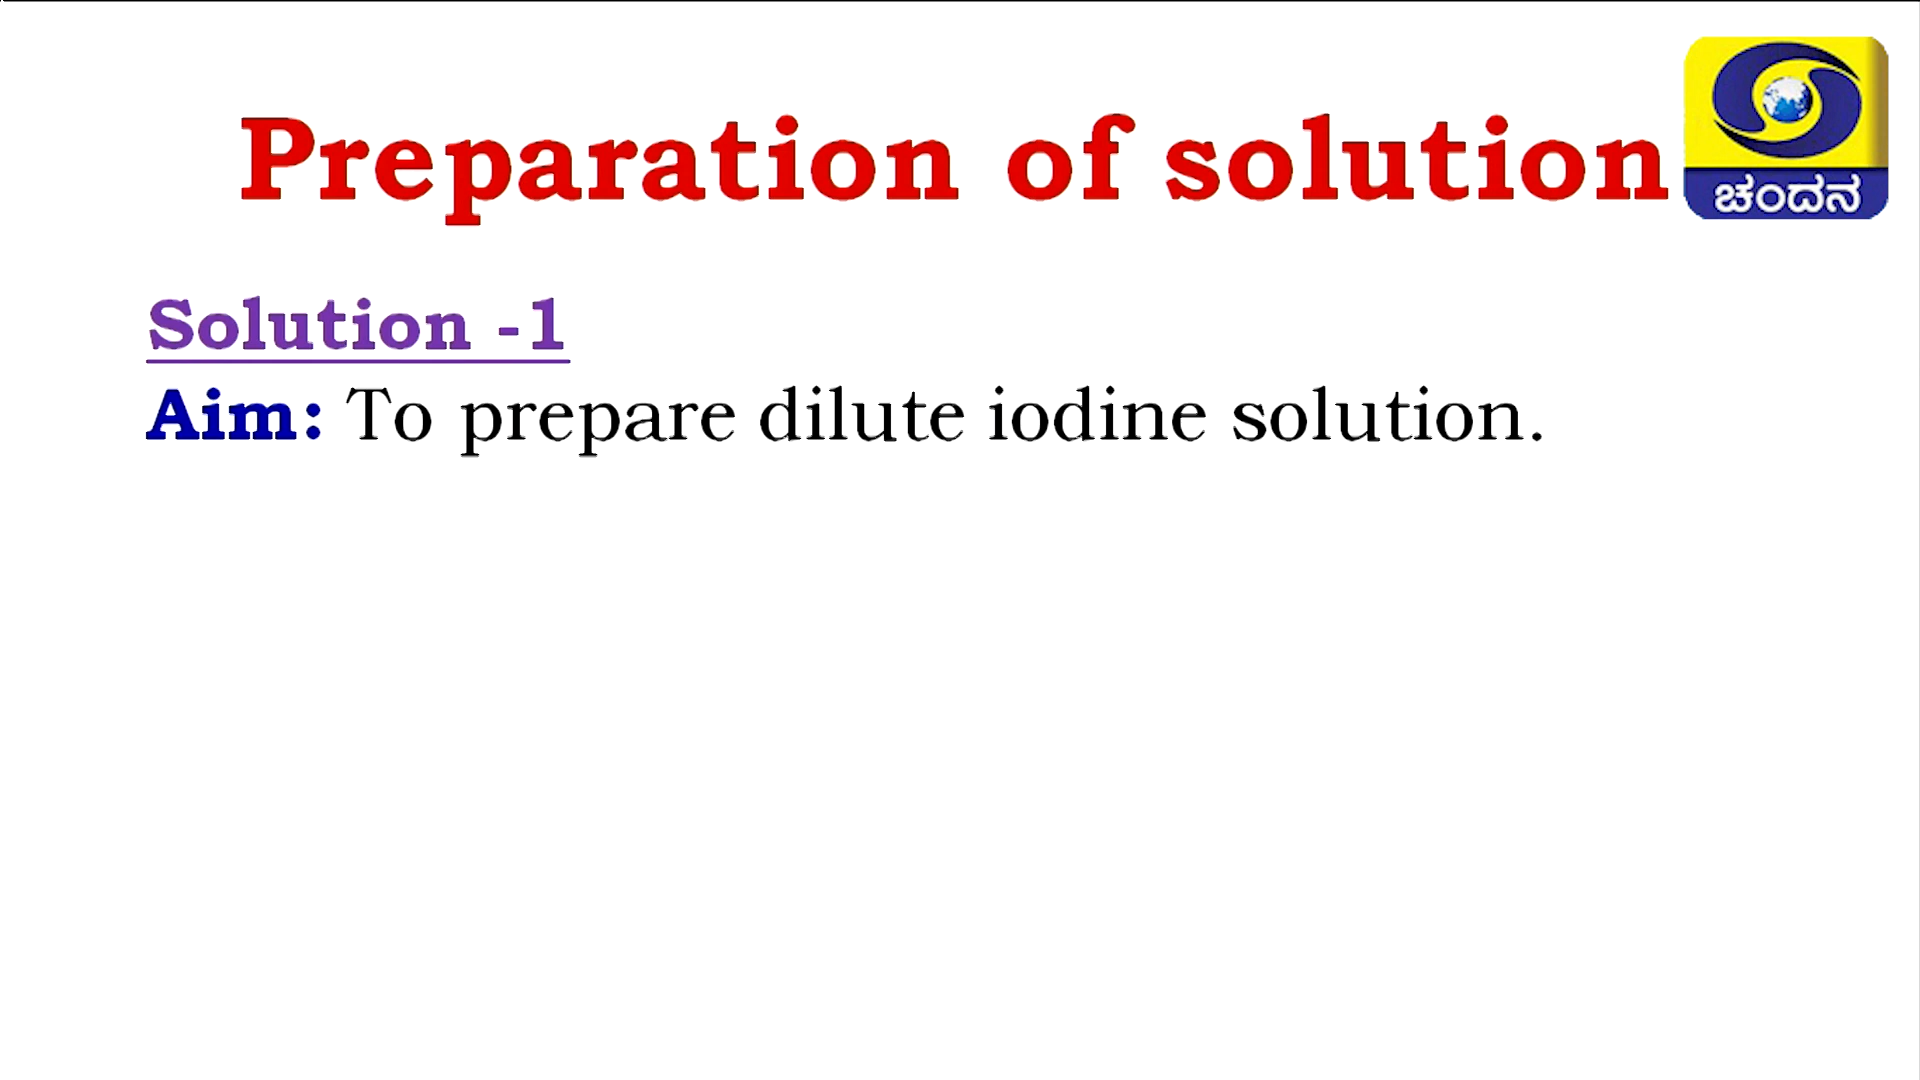 Preparation of solution
ಚಂದನ
Solution -1
Aim: To prepare dilute iodine solution.